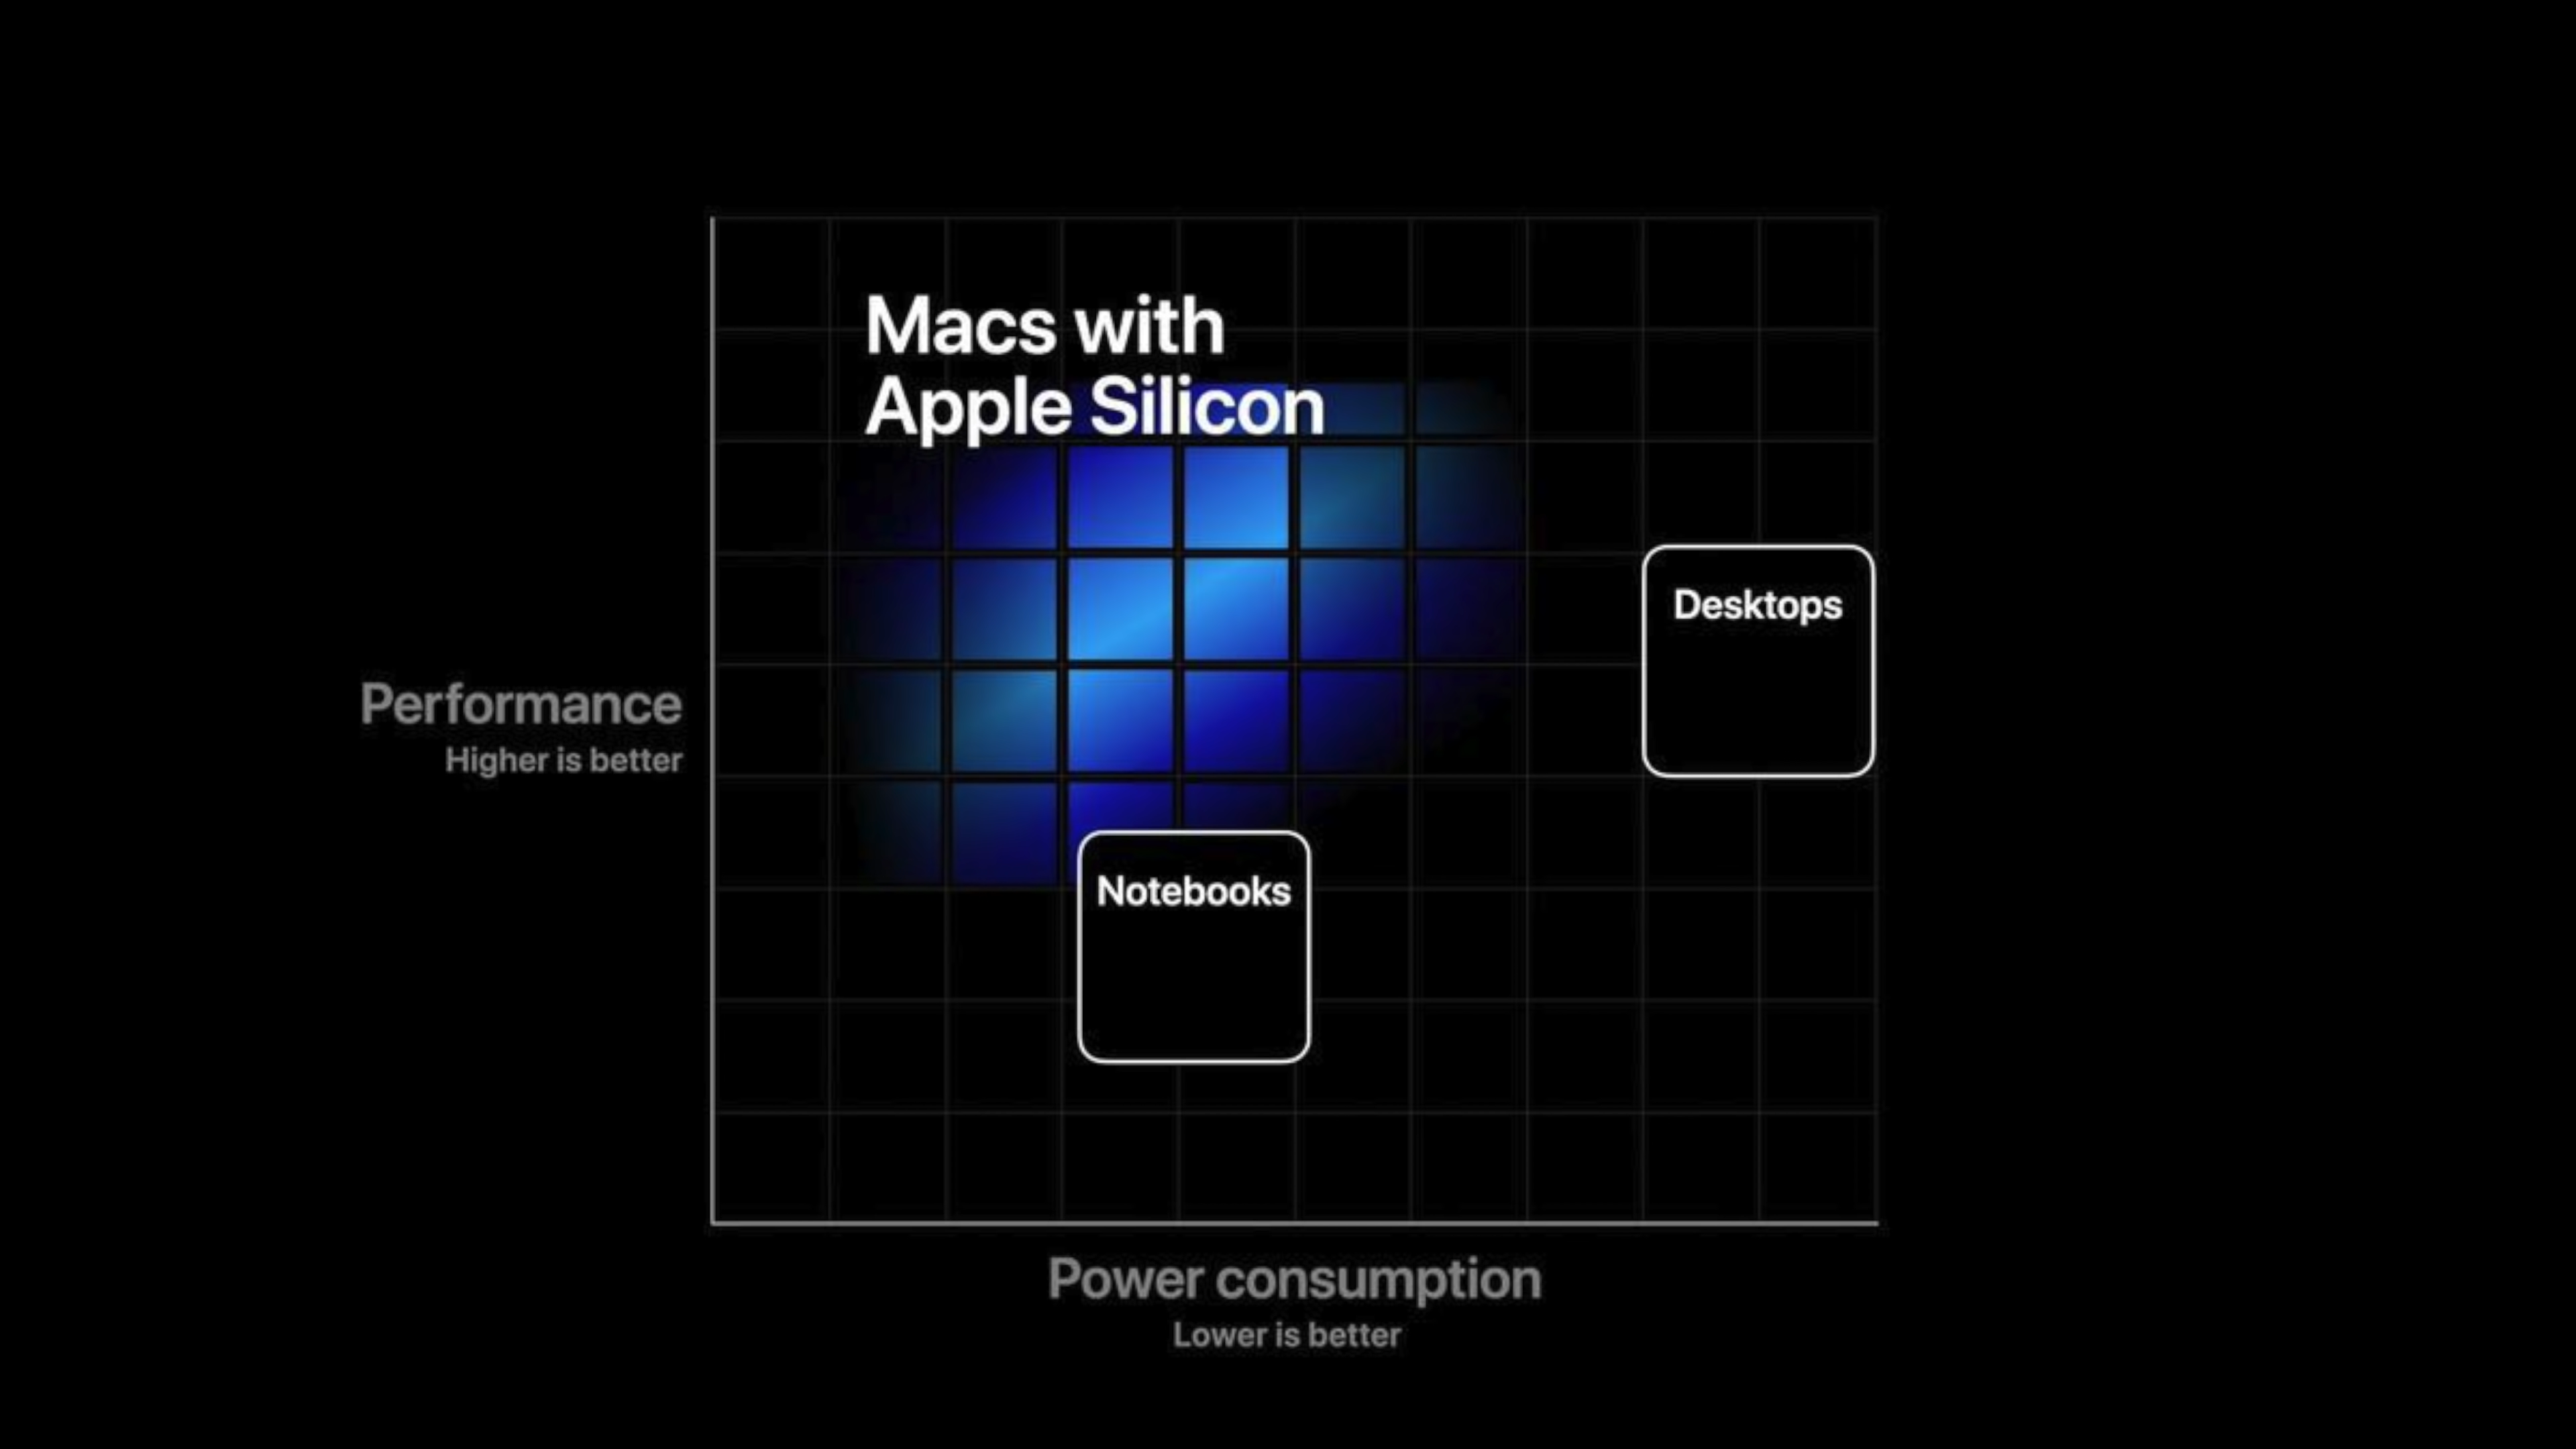 Macs with
Apple Silicon
Desktops
Performance
Higher is better
Notebooks
Power consumption
Lower is better